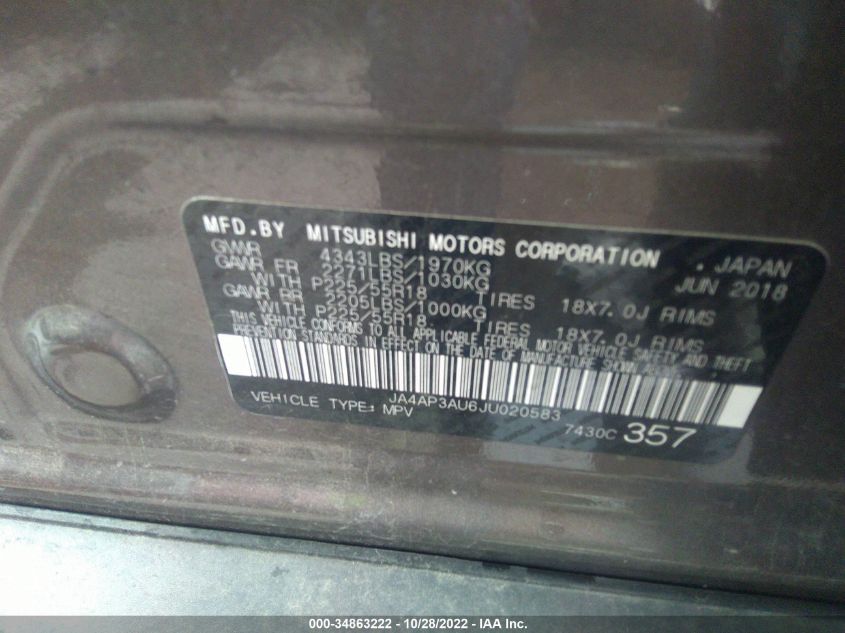 MFD.BY MITSUBISHI MOTORS CORPORATION . JAPAN
GVWR 4343LBS/1970KG JUN 2018
GAWR FR 2271LBS/1030KG
WITH P225/55R18 TIRES 18X7.0J RIMS
GAWR RR 2205LBS/1000KG
WITH P225/55R18 TIRES 18X7.0J RIMS
THIS VEHICLE CONFORMS TO ALL APPLICABLE FEDERAL MOTOR VEHICLE SAFETY AND THEFT
PREVENTION STANDARDS IN EFFECT ON THE DATE OF MANUFACTURE SHOWN ABOVE.
JA4AP3AU6JU020583
VEHICLE TYPE: MPV 7430C 357
000-34863222 - 10/28/2022 - IAA Inc.